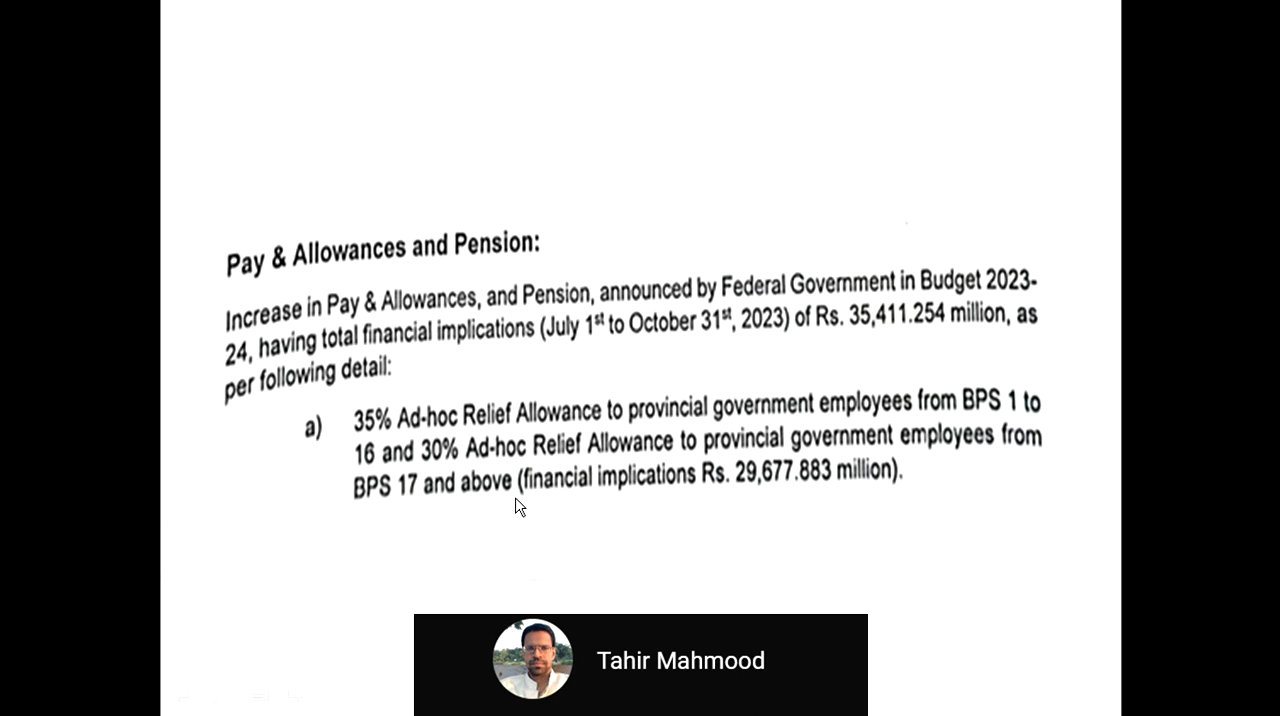 Pay & Allowances and Pension:
Increase in Pay & Allowances, and Pension, announced by Federal Government in Budget 2023-
24, having total financial implications (July 1st to October 31st, 2023) of Rs. 35,411.254 million, as
per following detail:
a) 35% Ad-hoc Relief Allowance to provincial government employees from BPS 1 to
16 and 30% Ad-hoc Relief Allowance to provincial government employees from
BPS 17 and above (financial implications Rs. 29,677.883 million).
Tahir Mahmood